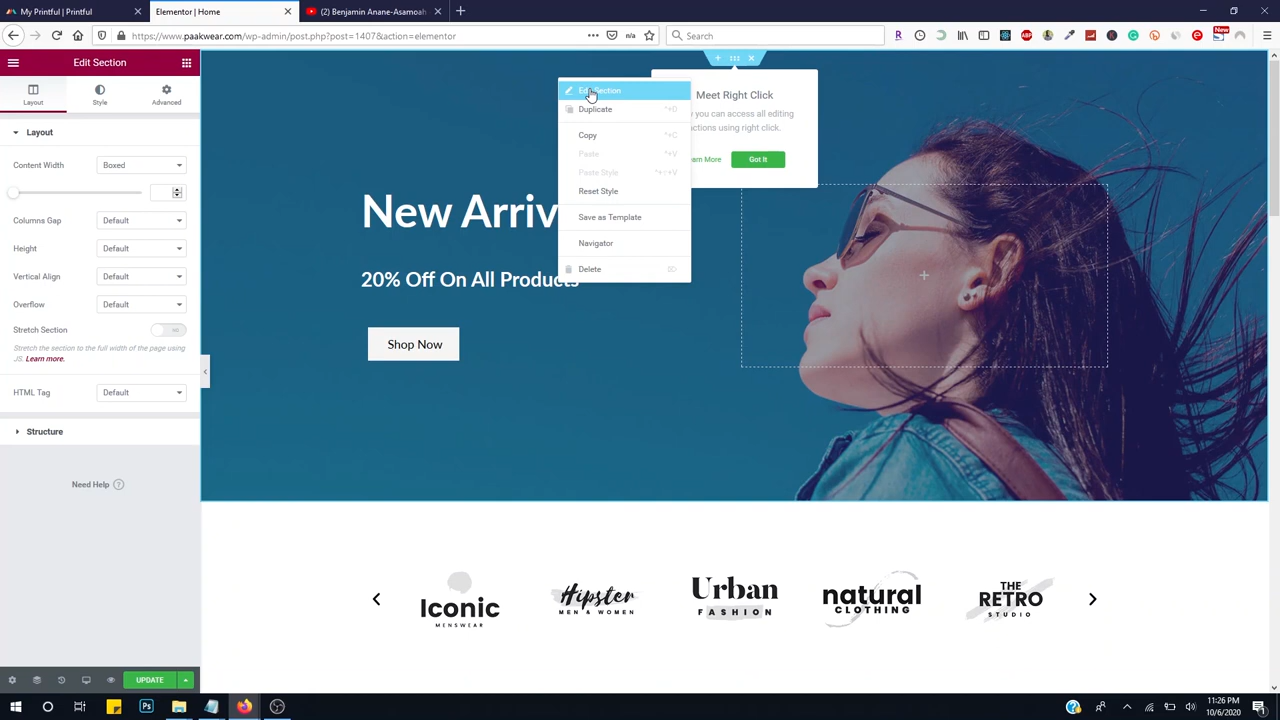 My Printful | Printful
Elementor | Home
(2) Benjamin Anane-Asamoah
https://www.paakwear.com/wp-admin/post.php?post=1407&action=elementor
n/a
Search
New
Edit Section
Layout
Style
Advanced
Layout
Content Width
Boxed
Columns Gap
Default
Height
Default
Vertical Align
Default
Overflow
Default
Stretch Section
Stretch the section to the full width of the page using
JS. Learn more.
HTML Tag
Default
Structure
Need Help
UPDATE
Edit Section
Duplicate ^+D
Copy ^+C
Paste ^+V
Paste Style
Reset Style
Save as Template
Navigator
Delete
Meet Right Click
you can access all editing
using right click.
Got It
New Arriv
20% Off On All Products
Shop Now
Iconic
MENSWEAR
Hipster
MEN & WOMEN
Urban
FASHION
natural
CLOTHING
THE
RETRO
STUDIO
11:26 PM
10/6/2020